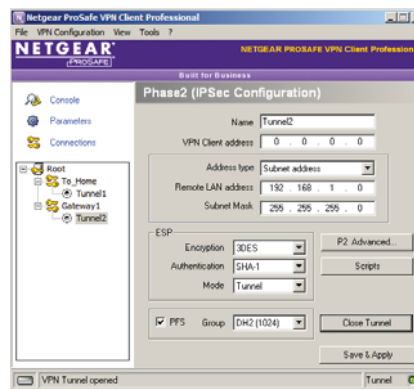 Netgear ProSafe VPN Client Professional
File VPN Configuration View Tools ?
NETGEAR
PROSAFE
NETGEAR PROSAFE VPN Client Profession
Built for Business
Console
Parameters
Connections
Root
To_Home
Tunnel1
Gateway1
Tunnel2
Phase2 (IPSec Configuration)
Name Tunnel2
VPN Client address 0 . 0 . 0 . 0
Address type Subnet address
Remote LAN address 192 . 168 . 1 . 0
Subnet Mask 255 . 255 . 255 . 0
ESP
Encryption 3DES
Authentication SHA-1
Mode Tunnel
P2 Advanced...
Scripts
PFS Group DH2 (1024)
Close Tunnel
Save & Apply
VPN Tunnel opened
Tunnel